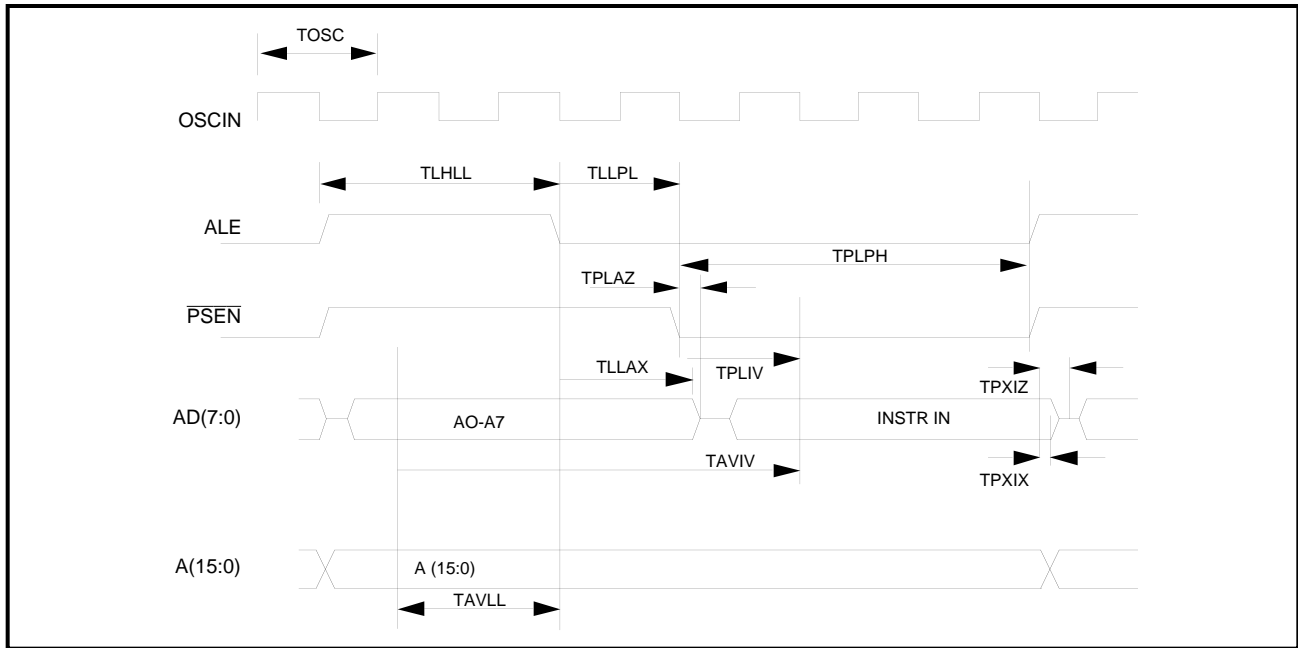 TOSC
OSCIN
TLHLL
TLLPL
ALE
TPLPH
TPLAZ
PSEN
TLLAX
TPLIV
TPXIZ
AD(7:0)
AO-A7
INSTR IN
TAVIV
TPXIX
A(15:0)
A (15:0)
TAVLL